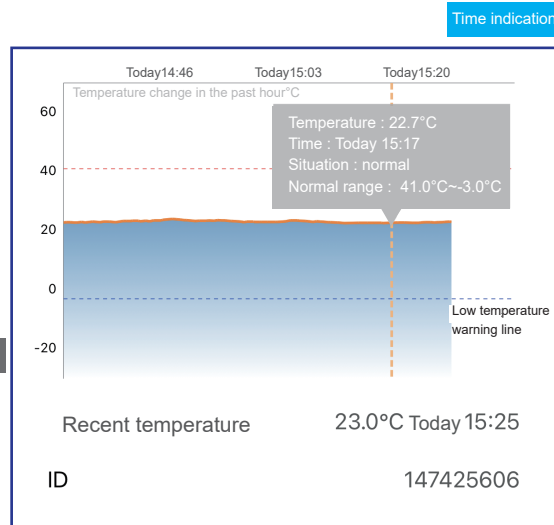 Time indication
Today14:46 Today15:03 Today15:20
Temperature change in the past hour°C
60
Temperature : 22.7°C
Time : Today 15:17
Situation : normal
Normal range : 41.0°C~-3.0°C
40
20
0
Low temperature
warning line
-20
Recent temperature 23.0°C Today 15:25
ID 147425606